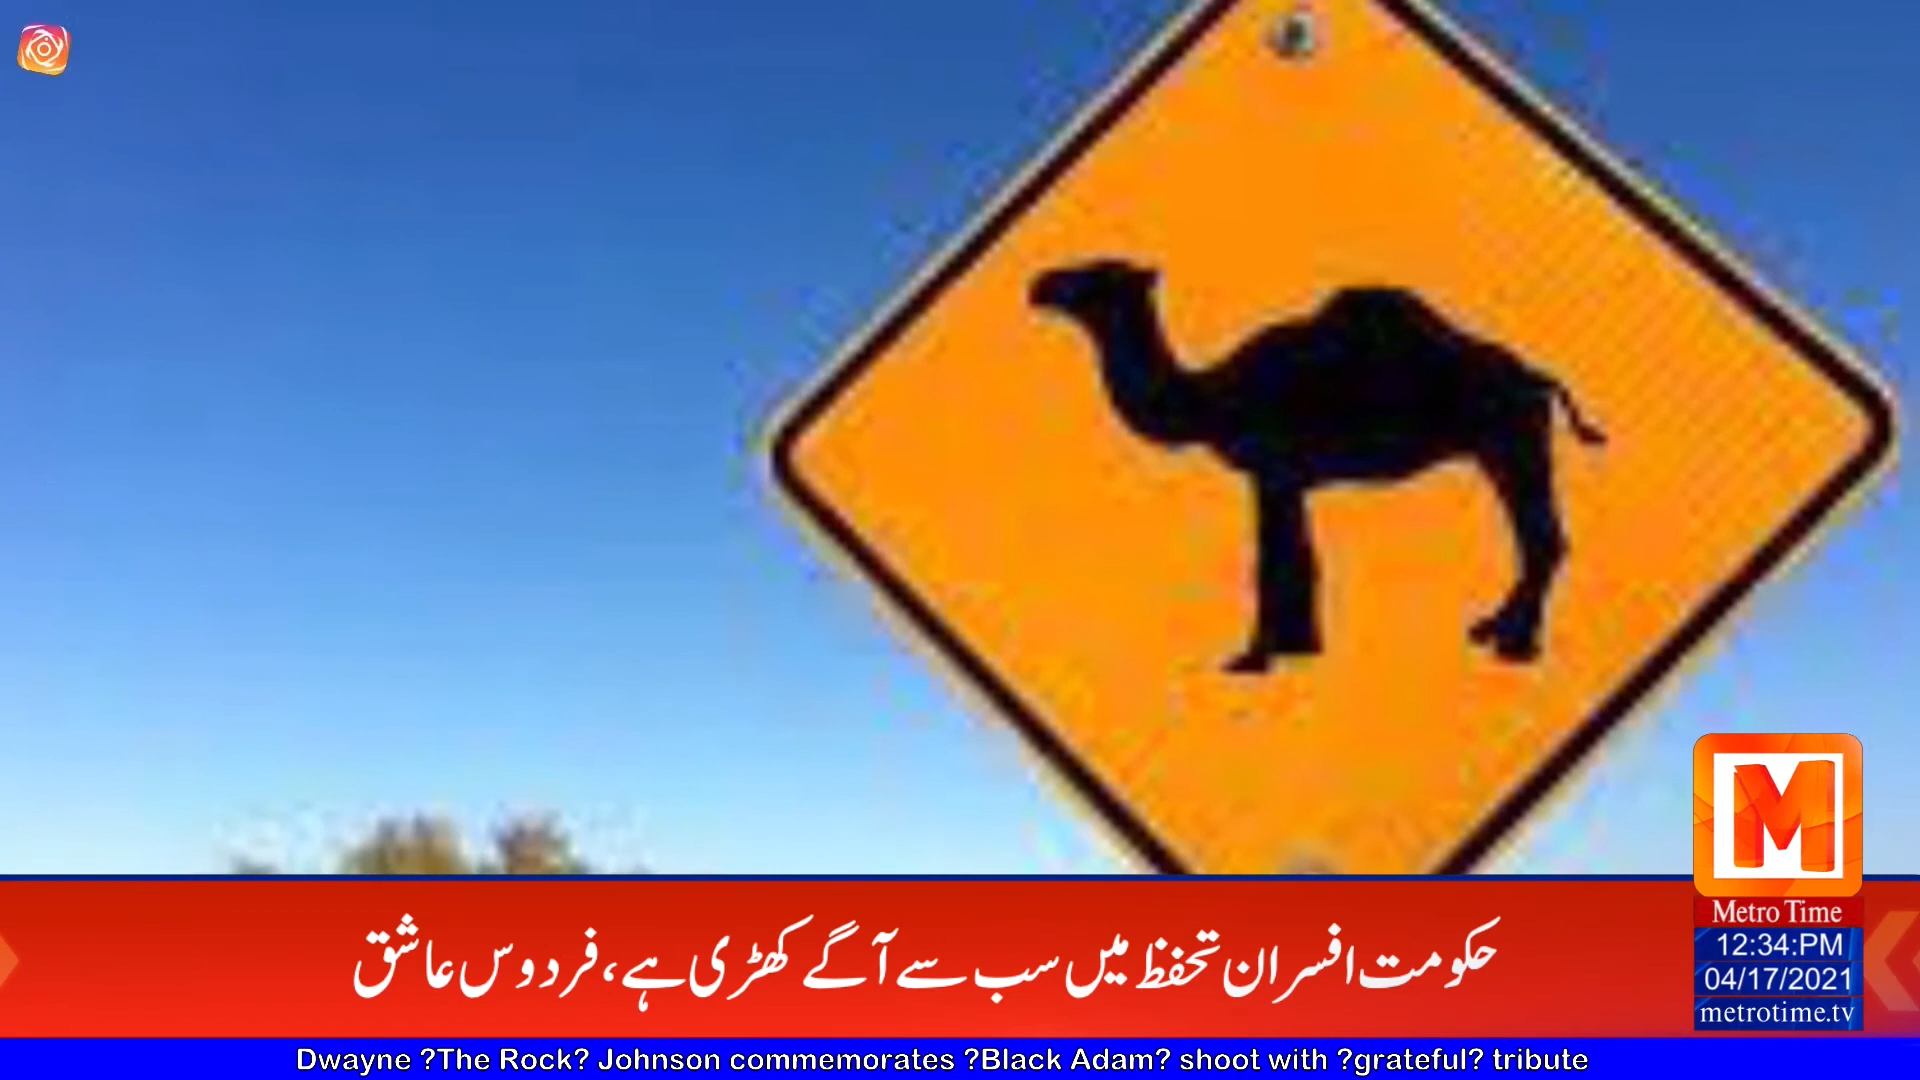 M
Metro Time
12:34:PM
04/17/2021
metrotime.tv
حکومت افسران تحفظ میں سب سے آگے کھڑی ہے، فردوس عاشق
Dwayne ?The Rock? Johnson commemorates ?Black Adam? shoot with ?grateful? tribute